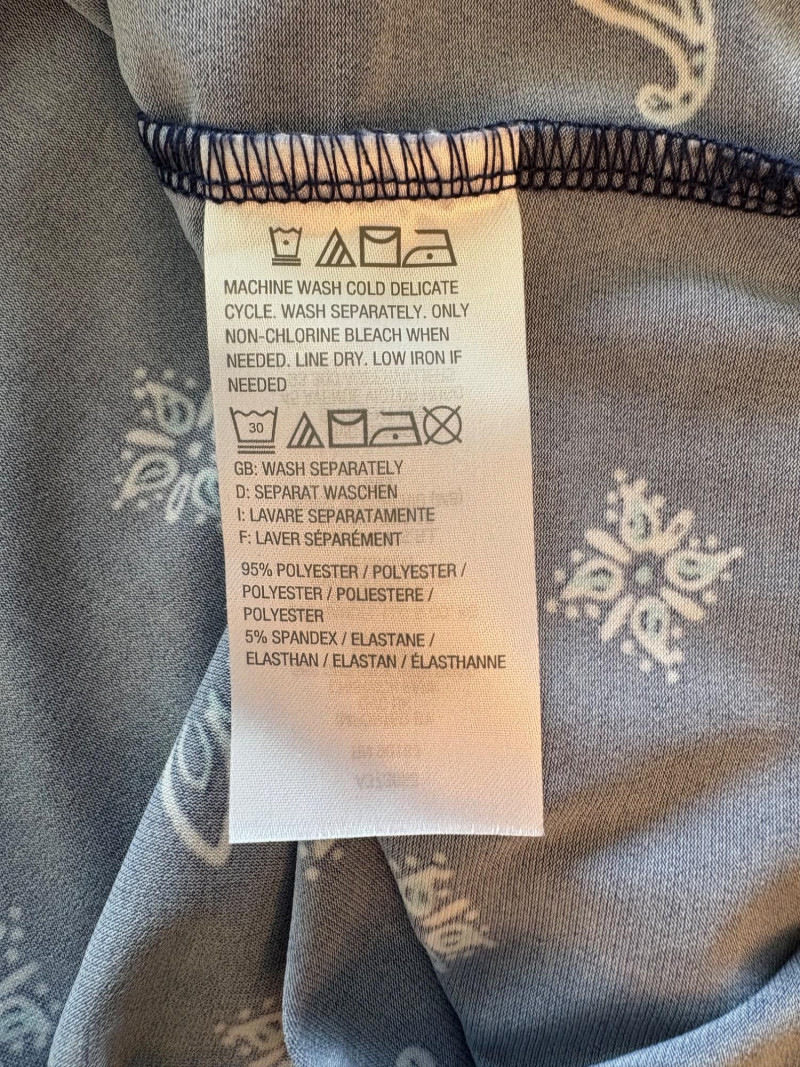 MACHINE WASH COLD DELICATE
CYCLE. WASH SEPARATELY. ONLY
NON-CHLORINE BLEACH WHEN
NEEDED. LINE DRY. LOW IRON IF
NEEDED
30
GB: WASH SEPARATELY
D: SEPARAT WASCHEN
I: LAVARE SEPARATAMENTE
F: LAVER SÉPARÉMENT
95% POLYESTER / POLYESTER /
POLYESTER / POLIESTERE /
POLYESTER
5% SPANDEX / ELASTANE /
ELASTHAN / ELASTAN / ÉLASTHANNE